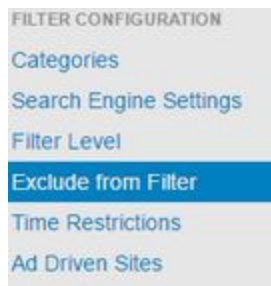 FILTER CONFIGURATION
Categories
Search Engine Settings
Filter Level
Exclude from Filter
Time Restrictions
Ad Driven Sites